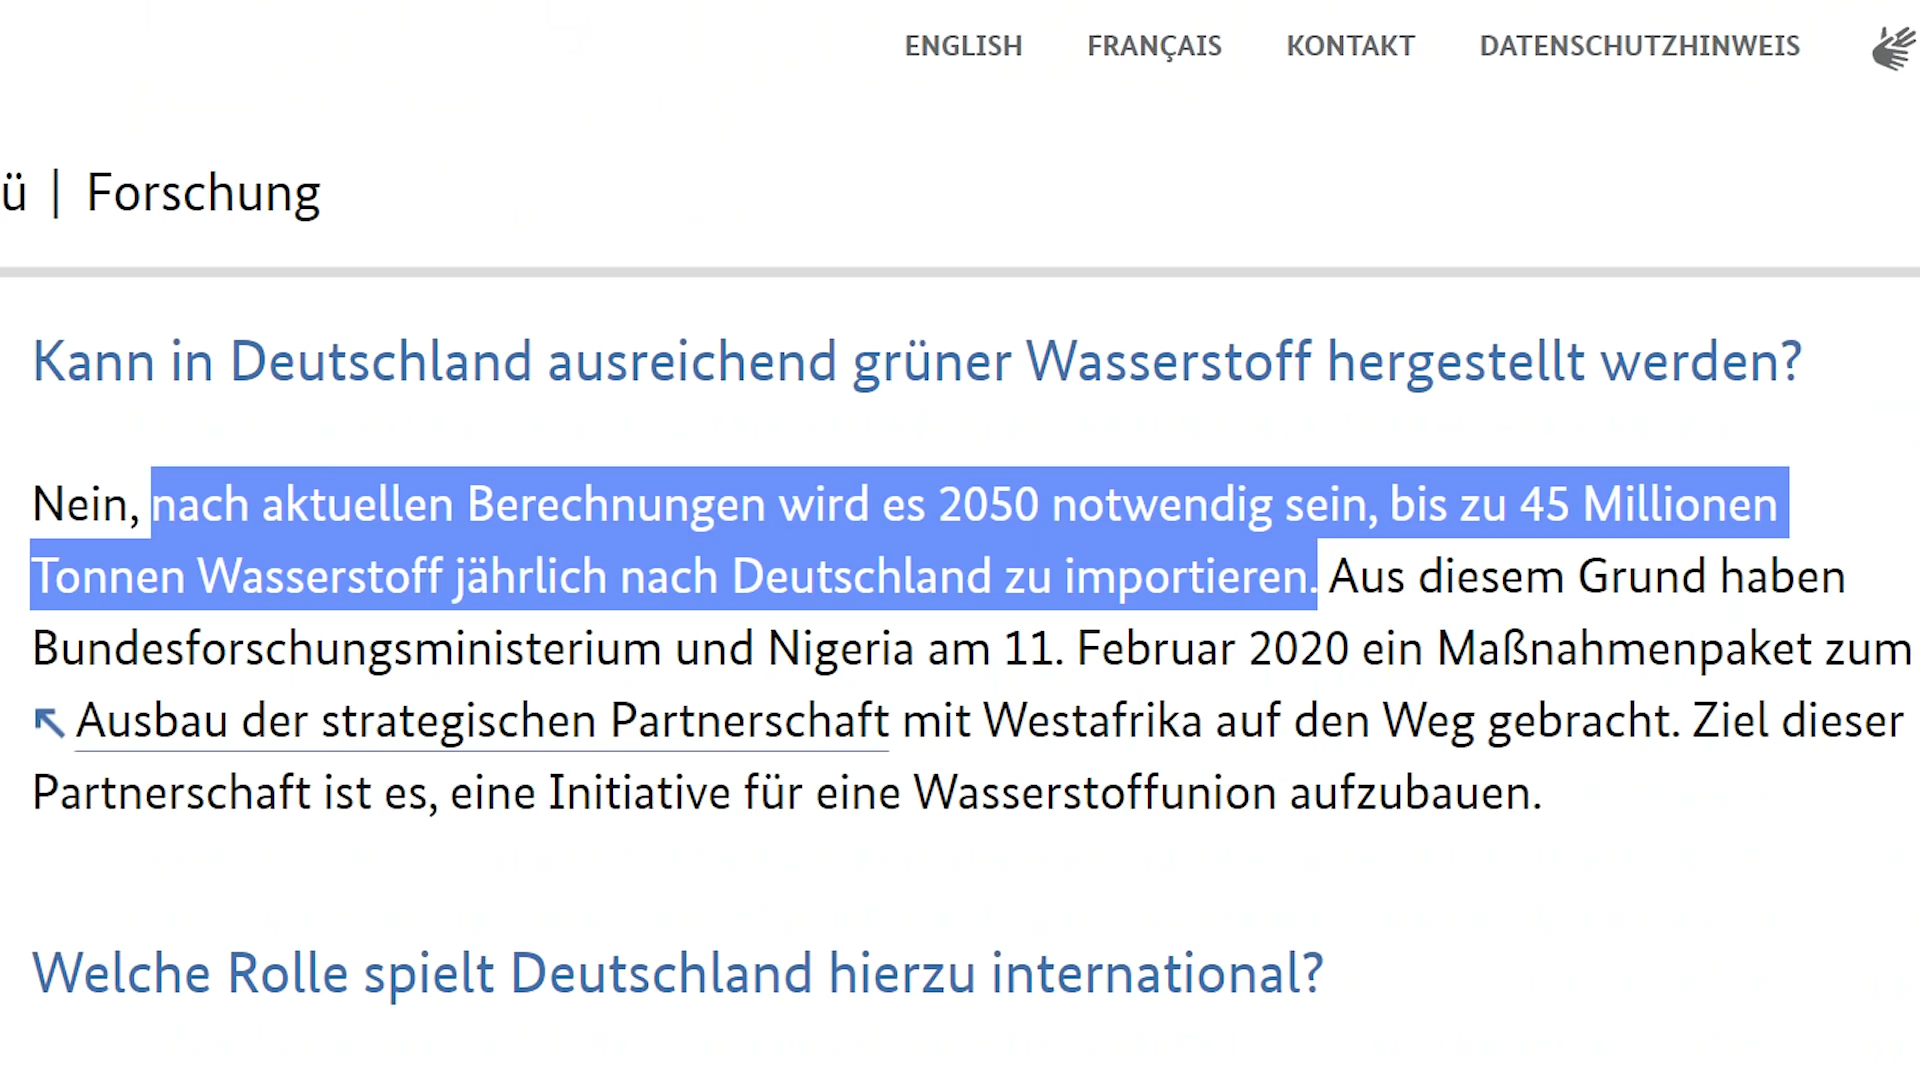 ENGLISH FRANÇAIS KONTAKT DATENSCHUTZHINWEIS
ü | Forschung
Kann in Deutschland ausreichend grüner Wasserstoff hergestellt werden?
Nein, nach aktuellen Berechnungen wird es 2050 notwendig sein, bis zu 45 Millionen
Tonnen Wasserstoff jährlich nach Deutschland zu importieren. Aus diesem Grund haben
Bundesforschungsministerium und Nigeria am 11. Februar 2020 ein Maßnahmenpaket zum
Ausbau der strategischen Partnerschaft mit Westafrika auf den Weg gebracht. Ziel dieser
Partnerschaft ist es, eine Initiative für eine Wasserstoffunion aufzubauen.
Welche Rolle spielt Deutschland hierzu international?